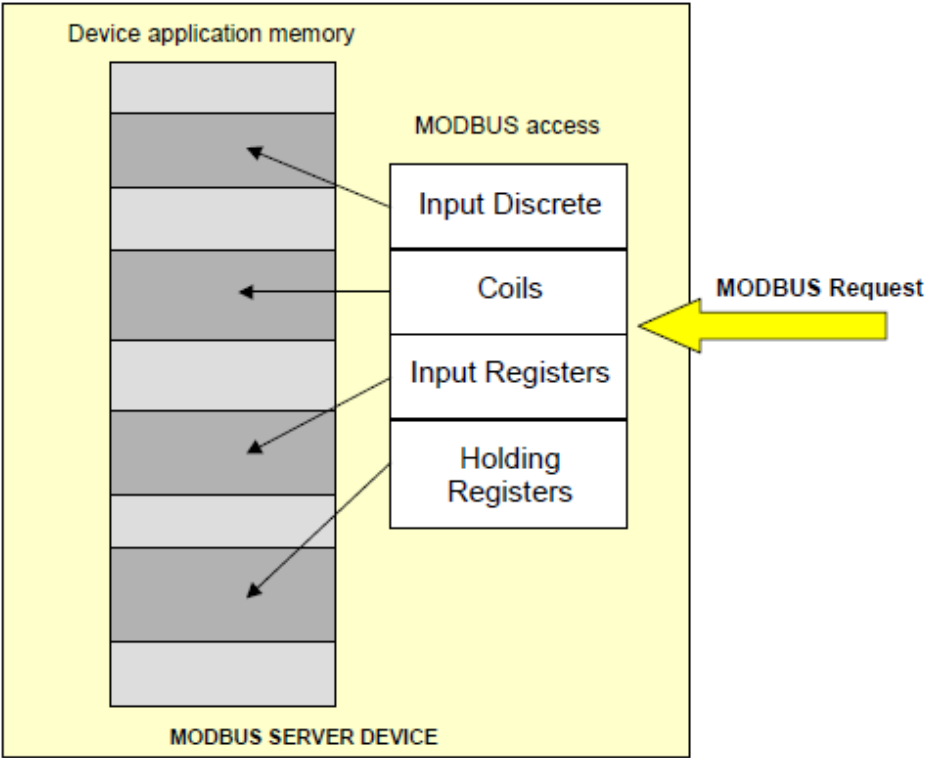 Device application memory
MODBUS access
Input Discrete
Coils
MODBUS Request
Input Registers
Holding
Registers
MODBUS SERVER DEVICE